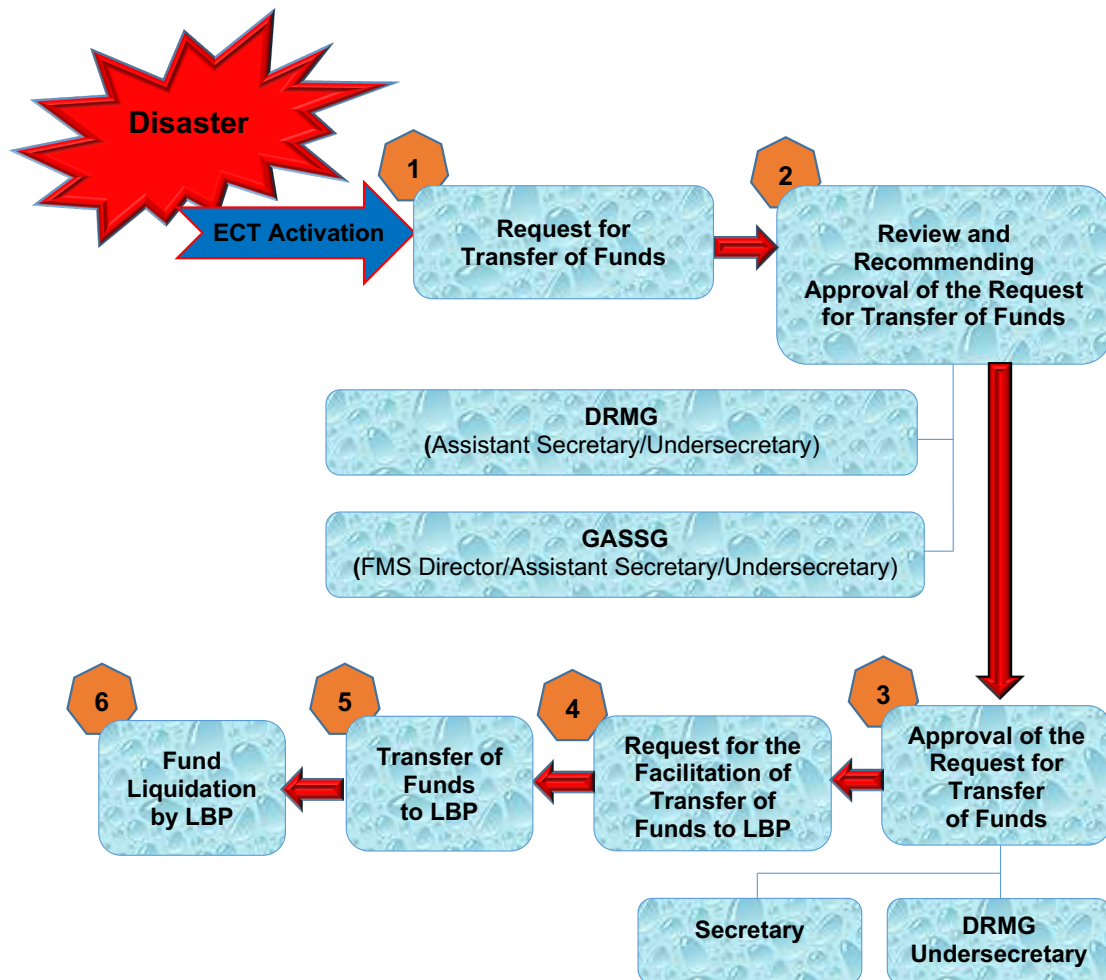 Disaster
ECT Activation
1
Request for
Transfer of Funds
2
Review and
Recommending
Approval of the Request
for Transfer of Funds
DRMG
(Assistant Secretary/Undersecretary)
GASSG
(FMS Director/Assistant Secretary/Undersecretary)
3
Approval of the
Request for
Transfer
of Funds
4
Request for the
Facilitation of
Transfer of
Funds to LBP
5
Transfer of
Funds
to LBP
6
Fund
Liquidation
by LBP
Secretary
DRMG
Undersecretary